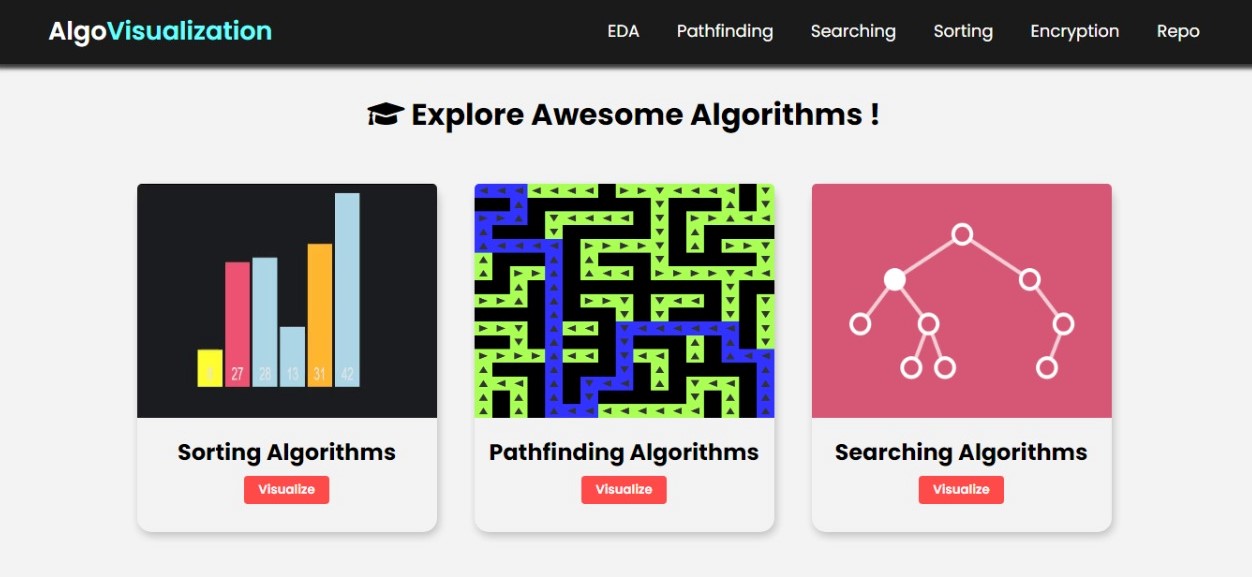 AlgoVisualization
EDA Pathfinding Searching Sorting Encryption Repo
Explore Awesome Algorithms !
27 28 13 31 42
Sorting Algorithms
Visualize
Pathfinding Algorithms
Visualize
Searching Algorithms
Visualize